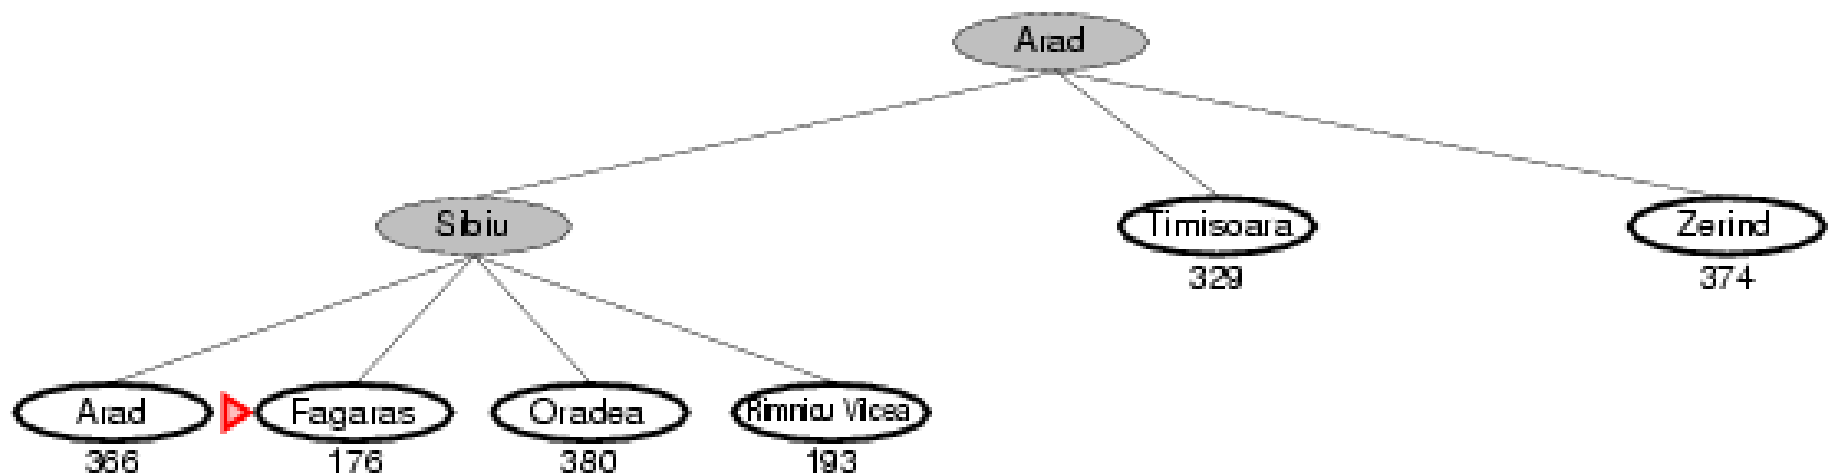 Arad
Sibiu
Timisoara
Zerind
329
374
Arad
Fagaras
Oradea
Rimnicu Vilcea
366
176
380
193